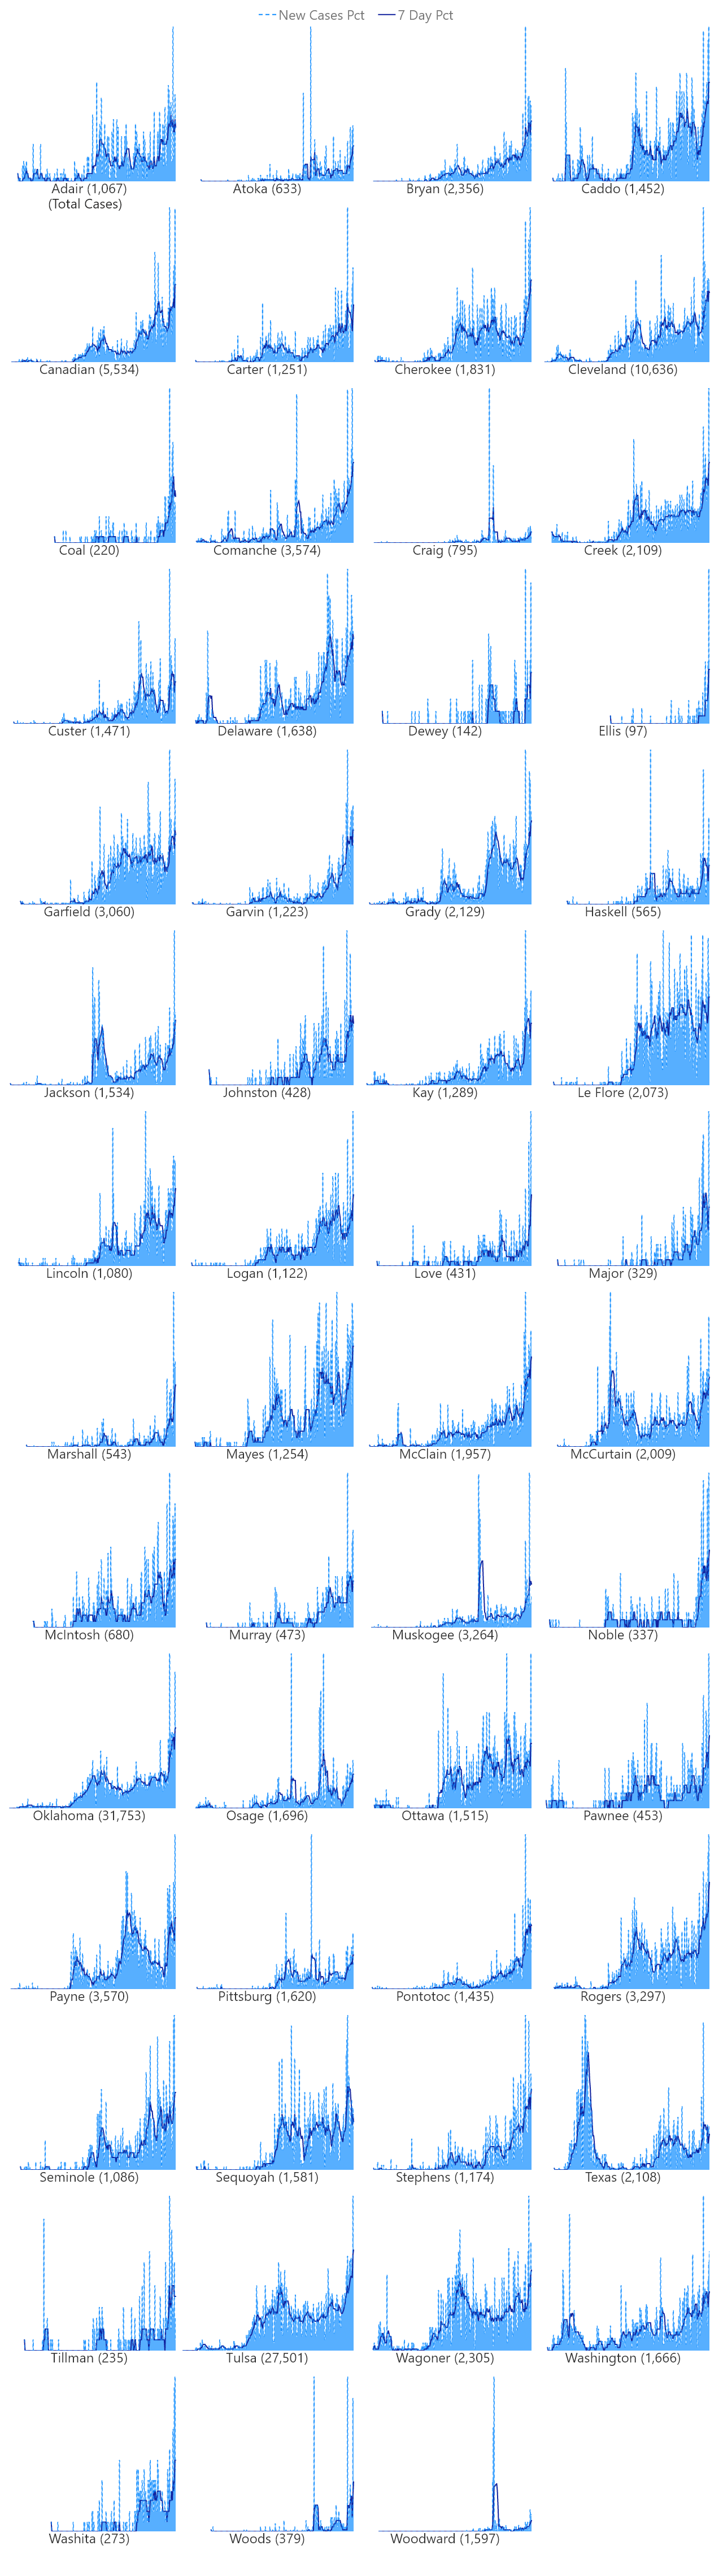 New Cases Pct 7 Day Pct
Adair (1,067) Atoka (633) Bryan (2,356) Caddo (1,452)
(Total Cases)
Canadian (5,534) Carter (1,251) Cherokee (1,831) Cleveland (10,636)
Coal (220) Comanche (3,574) Craig (795) Creek (2,109)
Custer (1,471) Delaware (1,638) Dewey (142) Ellis (97)
Garfield (3,060) Garvin (1,223) Grady (2,129) Haskell (565)
Jackson (1,534) Johnston (428) Kay (1,289) Le Flore (2,073)
Lincoln (1,080) Logan (1,122) Love (431) Major (329)
Marshall (543) Mayes (1,254) McClain (1,957) McCurtain (2,009)
McIntosh (680) Murray (473) Muskogee (3,264) Noble (337)
Oklahoma (31,753) Osage (1,696) Ottawa (1,515) Pawnee (453)
Payne (3,570) Pittsburg (1,620) Pontotoc (1,435) Rogers (3,297)
Seminole (1,086) Sequoyah (1,581) Stephens (1,174) Texas (2,108)
Tillman (235) Tulsa (27,501) Wagoner (2,305) Washington (1,666)
Washita (273) Woods (379) Woodward (1,597)